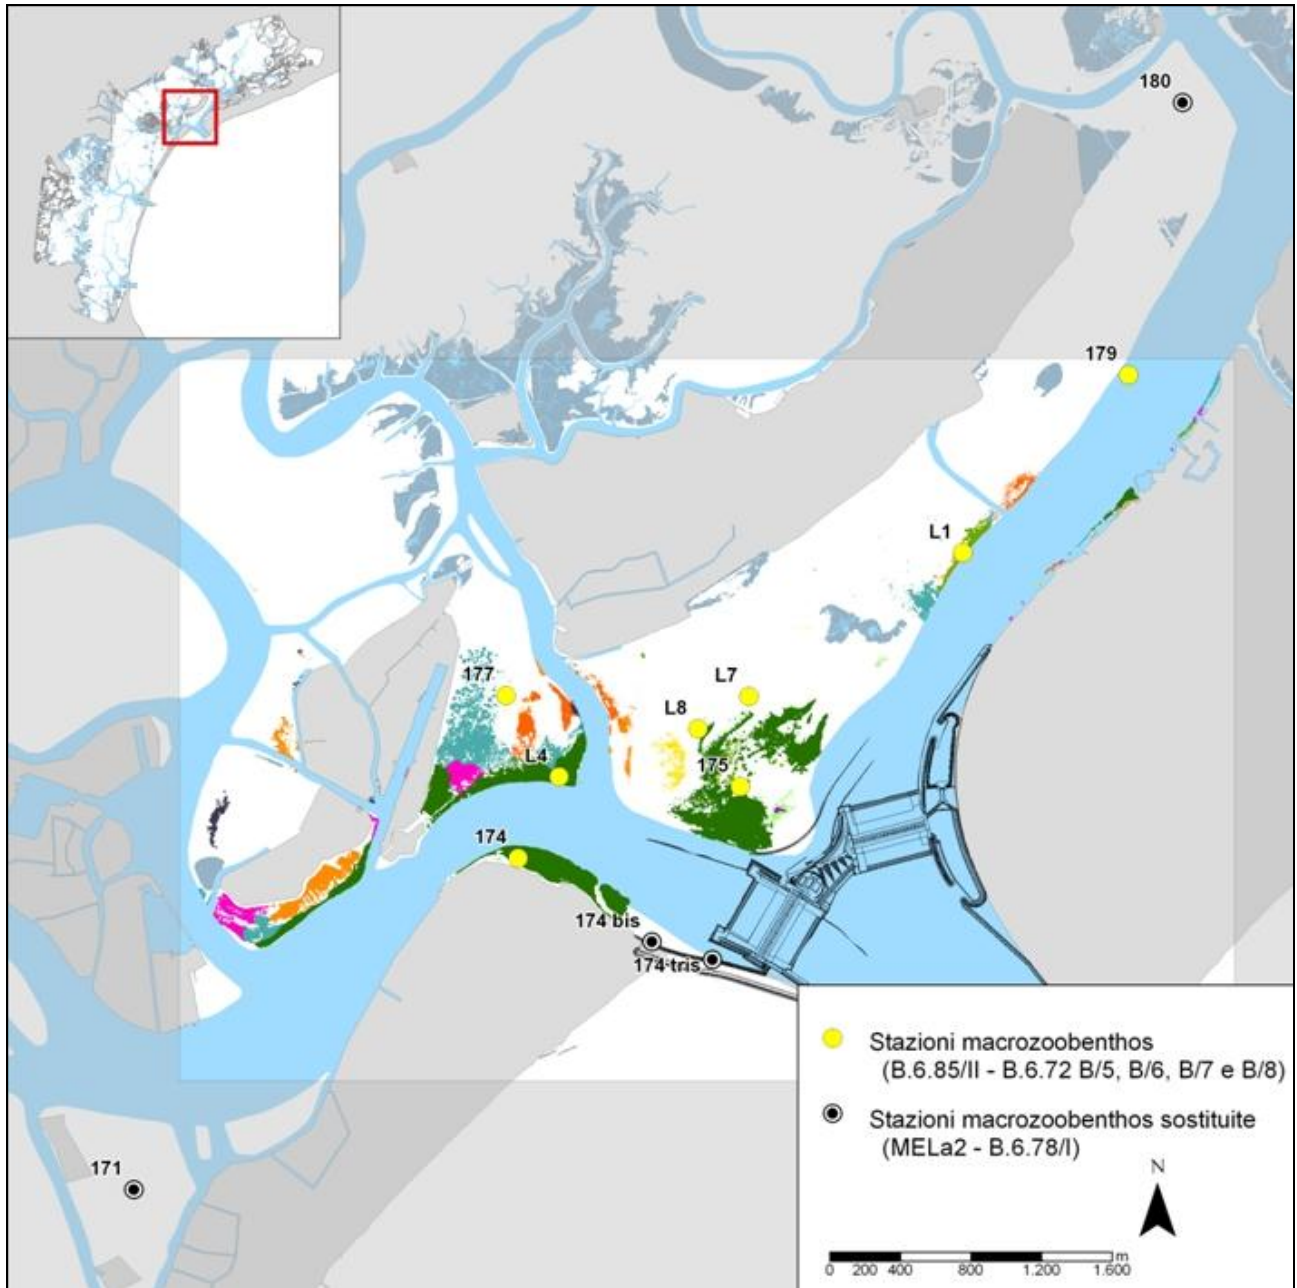 180
179
L1
177
L7
L8
L4
175
174
174 bis
174 tris
171
Stazioni macrozoobenthos
(B.6.85/II - B.6.72 B/5, B/6, B/7 e B/8)
Stazioni macrozoobenthos sostituite
(MELa2 - B.6.78/I)
N
m
0 200 400 800 1.200 1.600